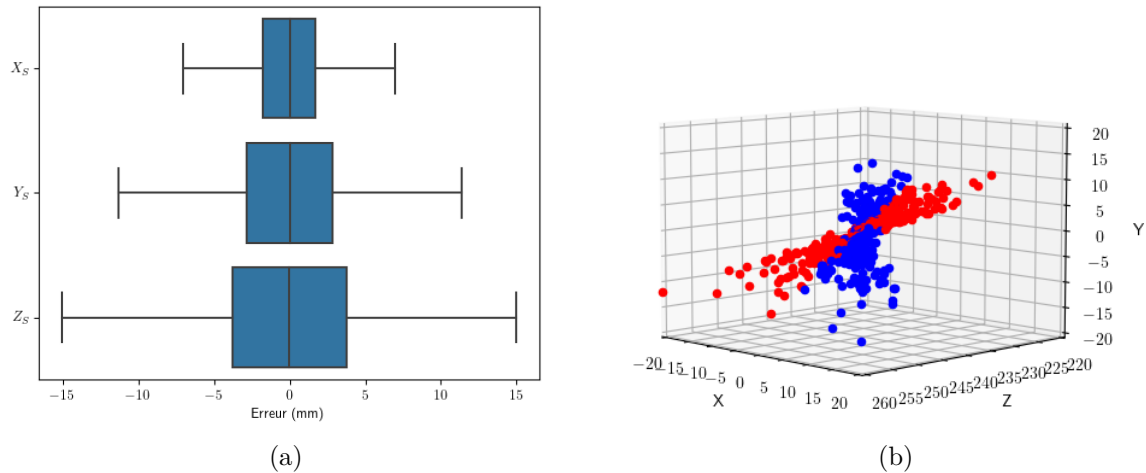 X_S
Y_S
Z_S
−15 −10 −5 0 5 10 15
Erreur (mm)
(a)
20
15
10
5
0
−5
−10
−15
−20
Y
−20 −15 −10 −5 0 5 10 15 20
X
260 255 250 245 240 235 230 225 220
Z
(b)